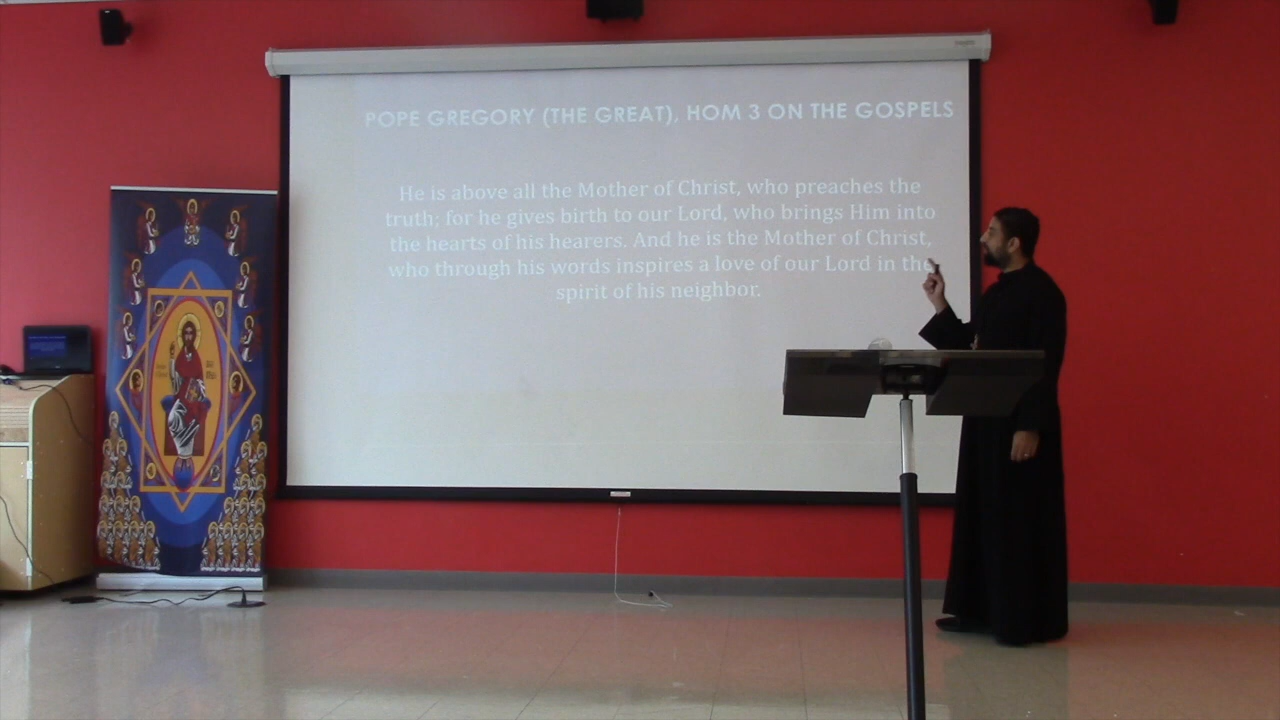 POPE GREGORY (THE GREAT), HOM 3 ON THE GOSPELS
He is above all the Mother of Christ, who preaches the
truth; for he gives birth to our Lord, who brings Him into
the hearts of his hearers. And he is the Mother of Christ,
who through his words inspires a love of our Lord in the
spirit of his neighbor.